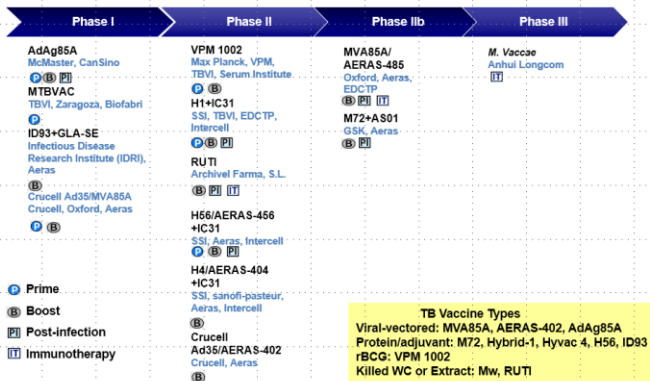 Phase I
Phase II
Phase IIb
Phase III
AdAg85A
McMaster, CanSino
P B PI
MTBVAC
TBVI, Zaragoza, Biofabri
P
ID93+GLA-SE
Infectious Disease
Research Institute (IDRI),
Aeras
B
Crucell Ad35/MVA85A
Crucell, Oxford, Aeras
P B
VPM 1002
Max Planck, VPM,
TBVI, Serum Institute
P B
H1+IC31
SSI, TBVI, EDCTP,
Intercell
P B PI
RUTI
Archivel Farma, S.L.
B PI IT
H56/AERAS-456
+IC31
SSI, Aeras, Intercell
P B PI
H4/AERAS-404
+IC31
SSI, sanofi-pasteur,
Aeras, Intercell
B
Crucell
Ad35/AERAS-402
Crucell, Aeras
B
MVA85A/
AERAS-485
Oxford, Aeras,
EDCTP
B PI IT
M72+AS01
GSK, Aeras
B PI
M. Vaccae
Anhui Longcom
IT
P Prime
B Boost
PI Post-infection
IT Immunotherapy
TB Vaccine Types
Viral-vectored: MVA85A, AERAS-402, AdAg85A
Protein/adjuvant: M72, Hybrid-1, Hyvac 4, H56, ID93
rBCG: VPM 1002
Killed WC or Extract: Mw, RUTI